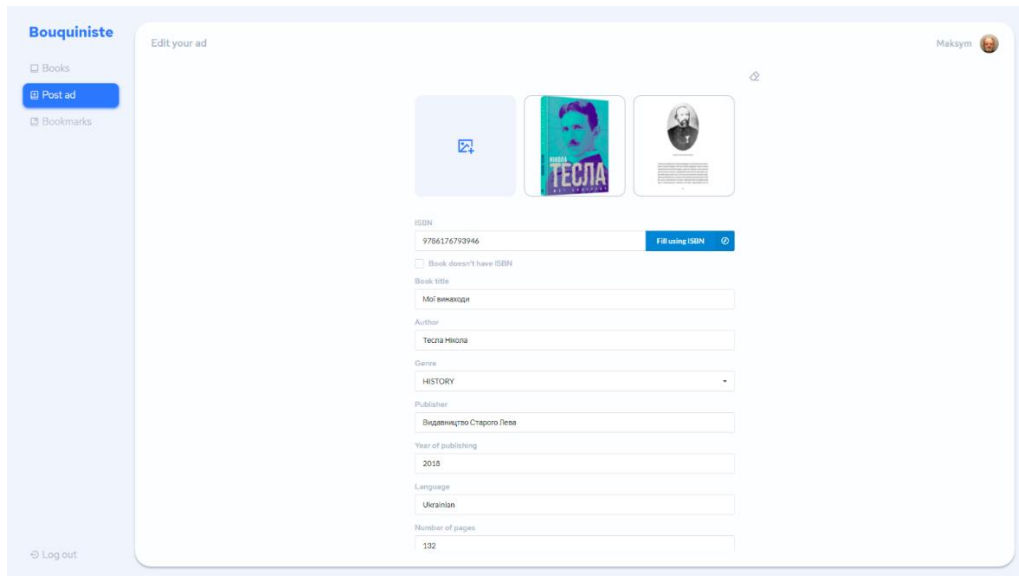 Bouquiniste
Edit your ad
Maksym
Books
Post ad
Bookmarks
НІКОЛА
ТЕСЛА
ISBN
9786176793946
Fill using ISBN
Book doesn't have ISBN
Book title
Мої винаходи
Author
Тесла Нікола
Genre
HISTORY
Publisher
Видавництво Старого Лева
Year of publishing
2018
Language
Ukrainian
Number of pages
132
Log out